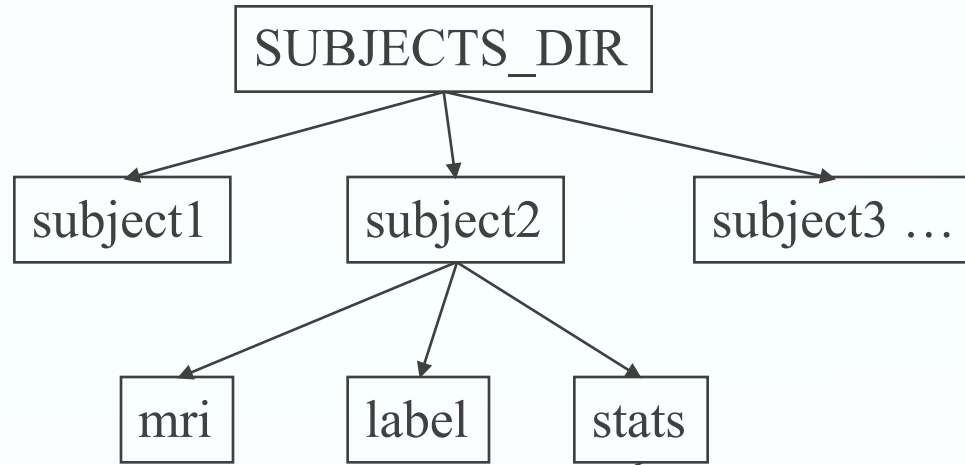 SUBJECTS_DIR
subject1
subject2
subject3 …
mri
label
stats